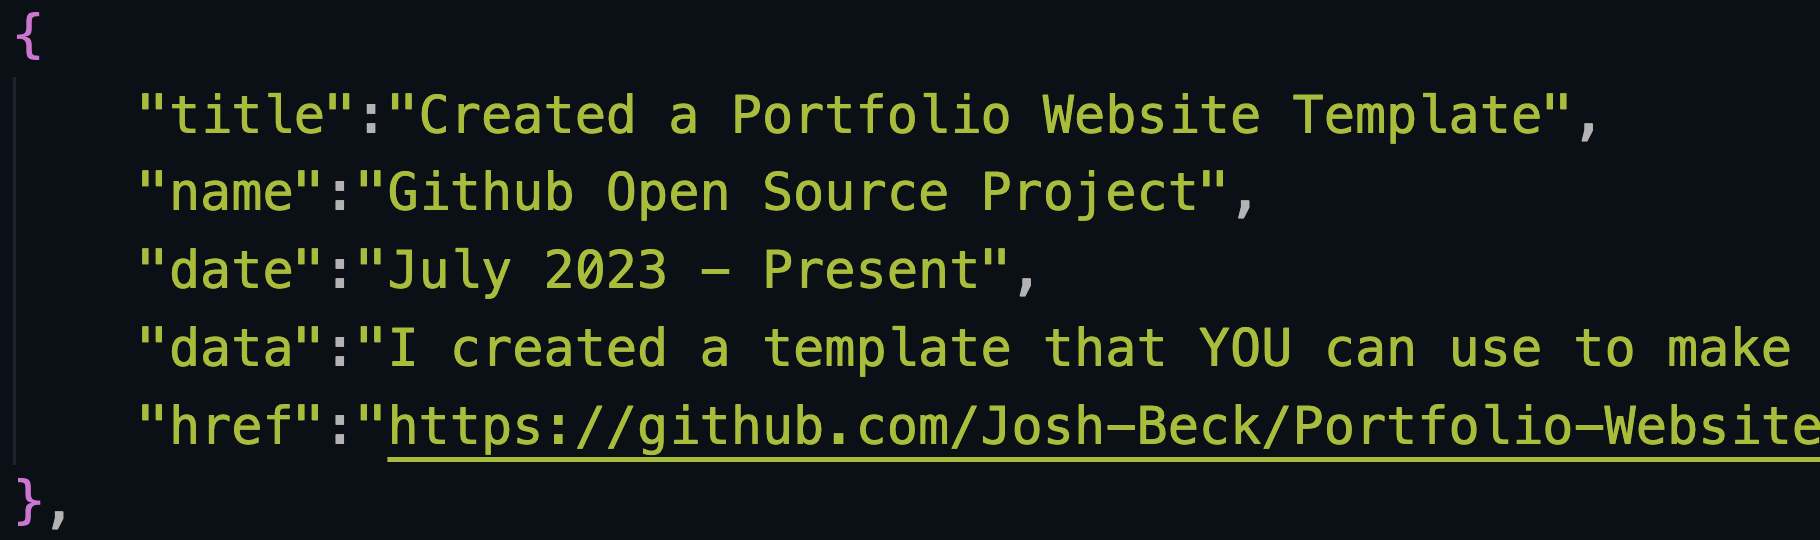 {
"title":"Created a Portfolio Website Template",
"name":"Github Open Source Project",
"date":"July 2023 - Present",
"data":"I created a template that YOU can use to make
"href":"https://github.com/Josh-Beck/Portfolio-Website
},